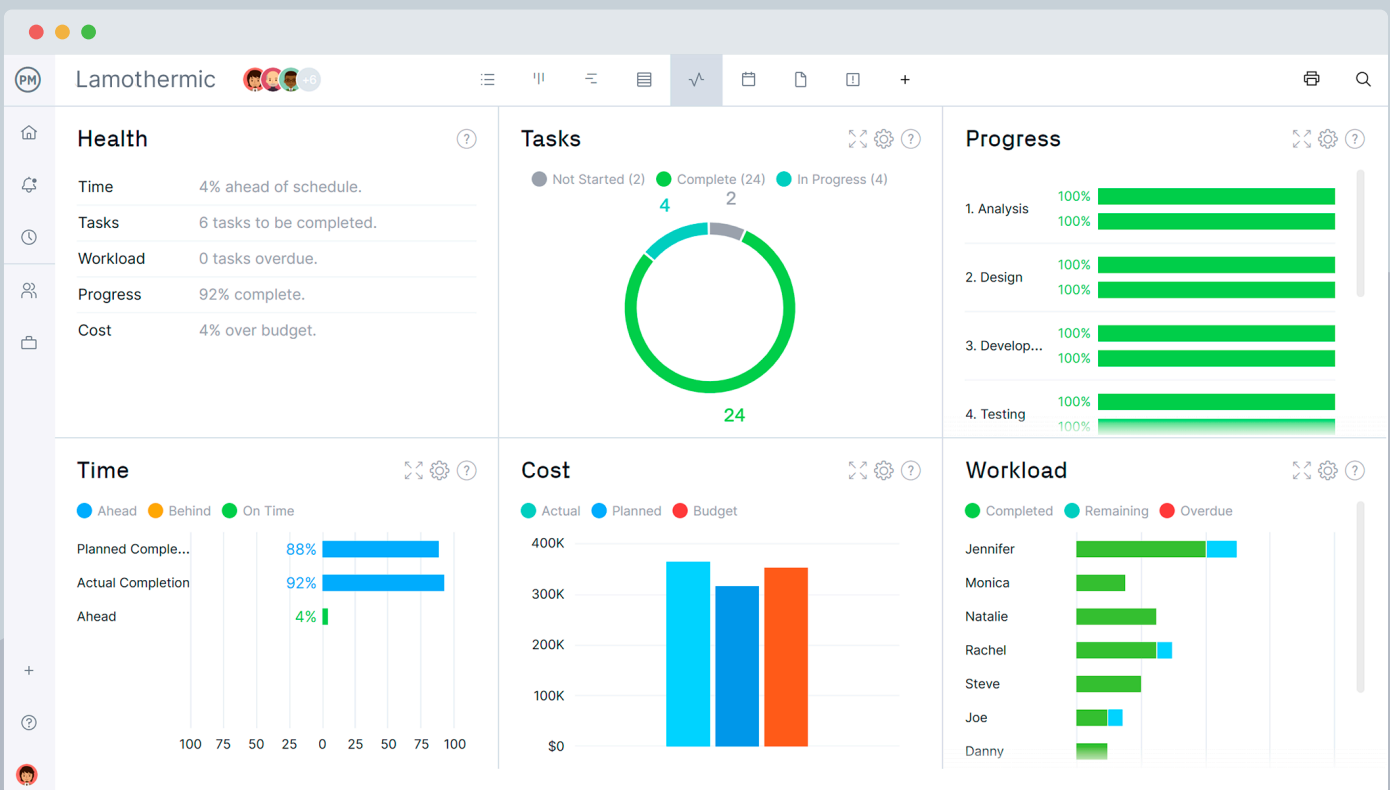 PM
Lamothermic
+6
+
Health
?
Time 4% ahead of schedule.
Tasks 6 tasks to be completed.
Workload 0 tasks overdue.
Progress 92% complete.
Cost 4% over budget.
Tasks
?
Not Started (2) Complete (24) In Progress (4)
4 2
24
Progress
?
1. Analysis 100%
100%
2. Design 100%
100%
3. Develop... 100%
100%
4. Testing 100%
100%
Time
?
Ahead Behind On Time
Planned Comple... 88%
Actual Completion 92%
Ahead 4%
100 75 50 25 0 25 50 75 100
Cost
?
Actual Planned Budget
400K
300K
200K
100K
$0
Workload
?
Completed Remaining Overdue
Jennifer
Monica
Natalie
Rachel
Steve
Joe
Danny
+
?